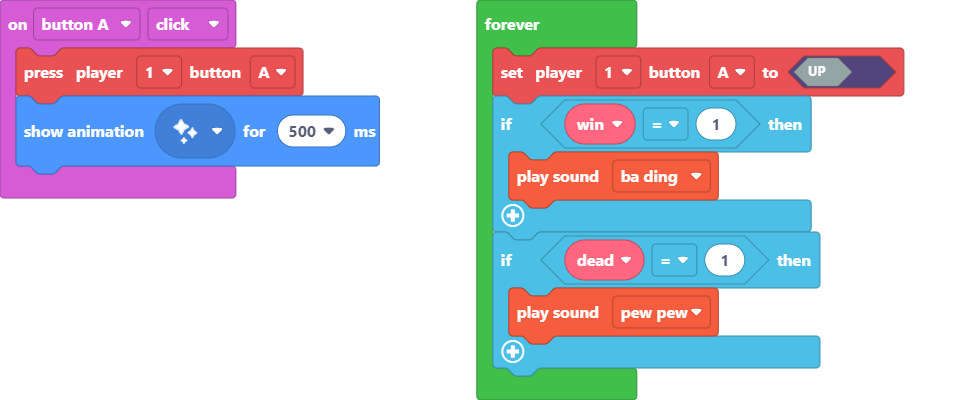 on button A click
press player 1 button A
show animation for 500 ms
forever
set player 1 button A to UP
if win = 1 then
play sound ba ding
if dead = 1 then
play sound pew pew